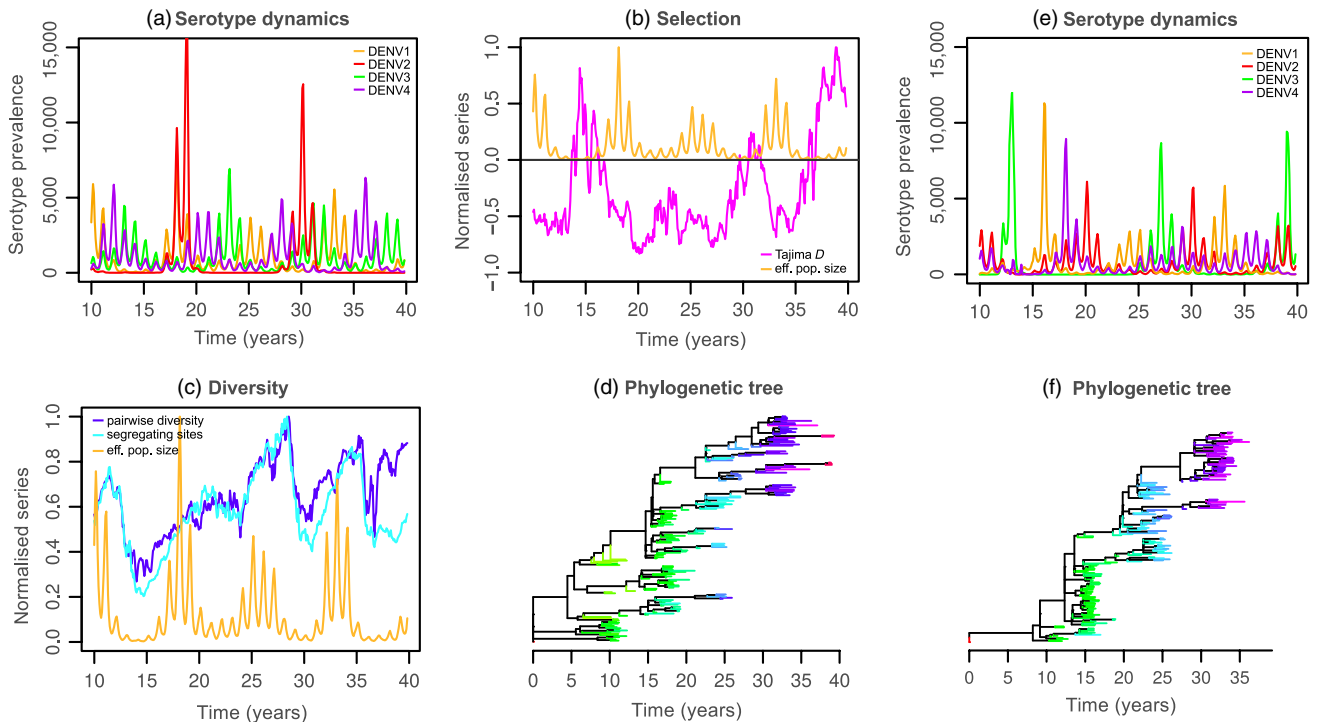 (a) Serotype dynamics
Serotype prevalence
15,000
10,000
5,000
0
DENV1
DENV2
DENV3
DENV4
10 15 20 25 30 35 40
Time (years)
(b) Selection
Normalised series
1.0
0.5
0.0
−0.5
−1.0
Tajima D
eff. pop. size
10 15 20 25 30 35 40
Time (years)
(e) Serotype dynamics
Serotype prevalence
15,000
10,000
5,000
0
DENV1
DENV2
DENV3
DENV4
10 15 20 25 30 35 40
Time (years)
(c) Diversity
Normalised series
1.0
0.8
0.6
0.4
0.2
0.0
pairwise diversity
segregating sites
eff. pop. size
10 15 20 25 30 35 40
Time (years)
(d) Phylogenetic tree
0 5 10 15 20 25 30 35 40
Time (years)
(f) Phylogenetic tree
0 5 10 15 20 25 30 35
Time (years)